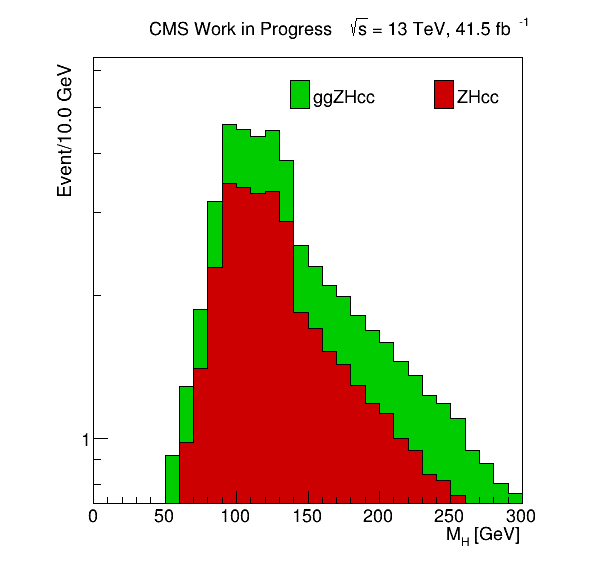 CMS Work in Progress √s = 13 TeV, 41.5 fb⁻¹
Event/10.0 GeV
ggZHcc ZHcc
1
0 50 100 150 200 250 300
M_H [GeV]